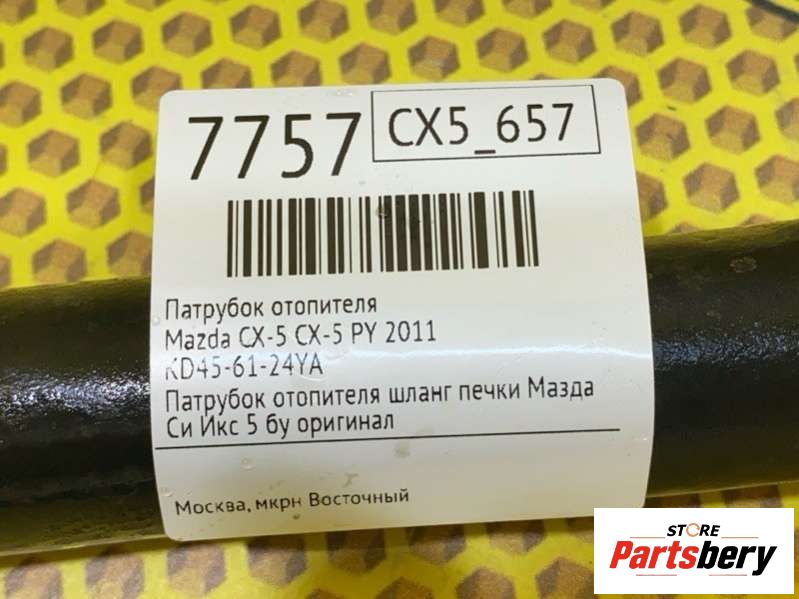 7757
CX5_657
Патрубок отопителя
Mazda CX-5 CX-5 PY 2011
KD45-61-24YA
Патрубок отопителя шланг печки Мазда
Си Икс 5 бу оригинал
Москва, мкрн Восточный
STORE
Partsbery